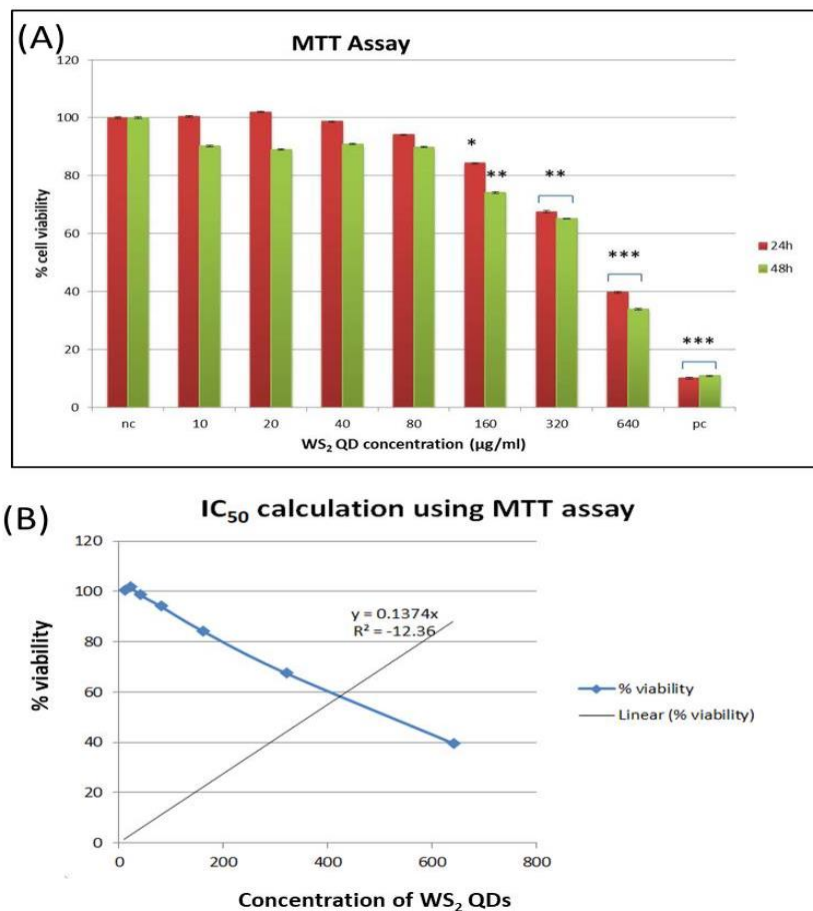 (A)
MTT Assay
120
100
80
60
40
20
0
% cell viability
*
**
**
***
***
24h
48h
nc 10 20 40 80 160 320 640 pc
WS₂ QD concentration (µg/ml)
(B)
IC₅₀ calculation using MTT assay
120
100
80
60
40
20
0
% viability
y = 0.1374x
R² = -12.36
% viability
Linear (% viability)
0 200 400 600 800
Concentration of WS₂ QDs